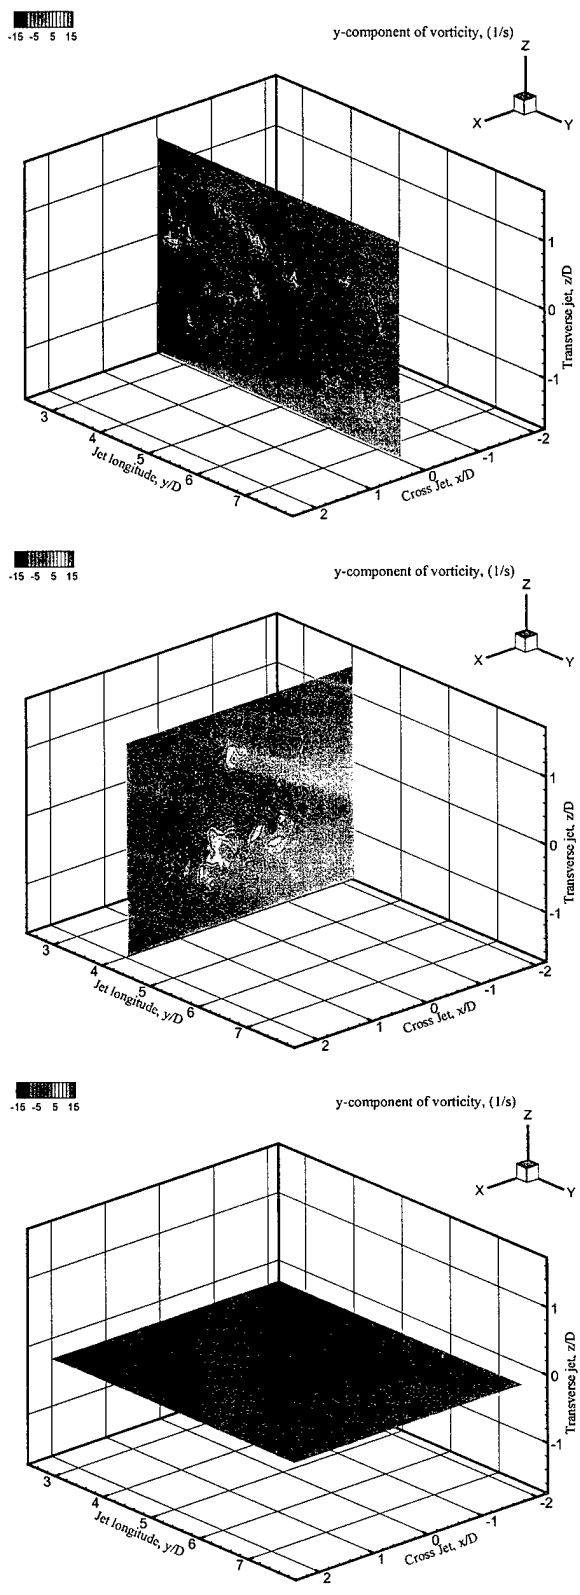 -15 -5 5 15
y-component of vorticity, (1/s)
Z
X
Y
1
0
-1
Transverse jet, z/D
3
4
5
6
7
Jet longitude, y/D
2
1
0
-1
-2
Cross Jet, x/D
-15 -5 5 15
y-component of vorticity, (1/s)
Z
X
Y
1
0
-1
Transverse jet, z/D
3
4
5
6
7
Jet longitude, y/D
2
1
0
-1
-2
Cross Jet, x/D
-15 -5 5 15
y-component of vorticity, (1/s)
Z
X
Y
1
0
-1
Transverse jet, z/D
3
4
5
6
7
Jet longitude, y/D
2
1
0
-1
-2
Cross Jet, x/D